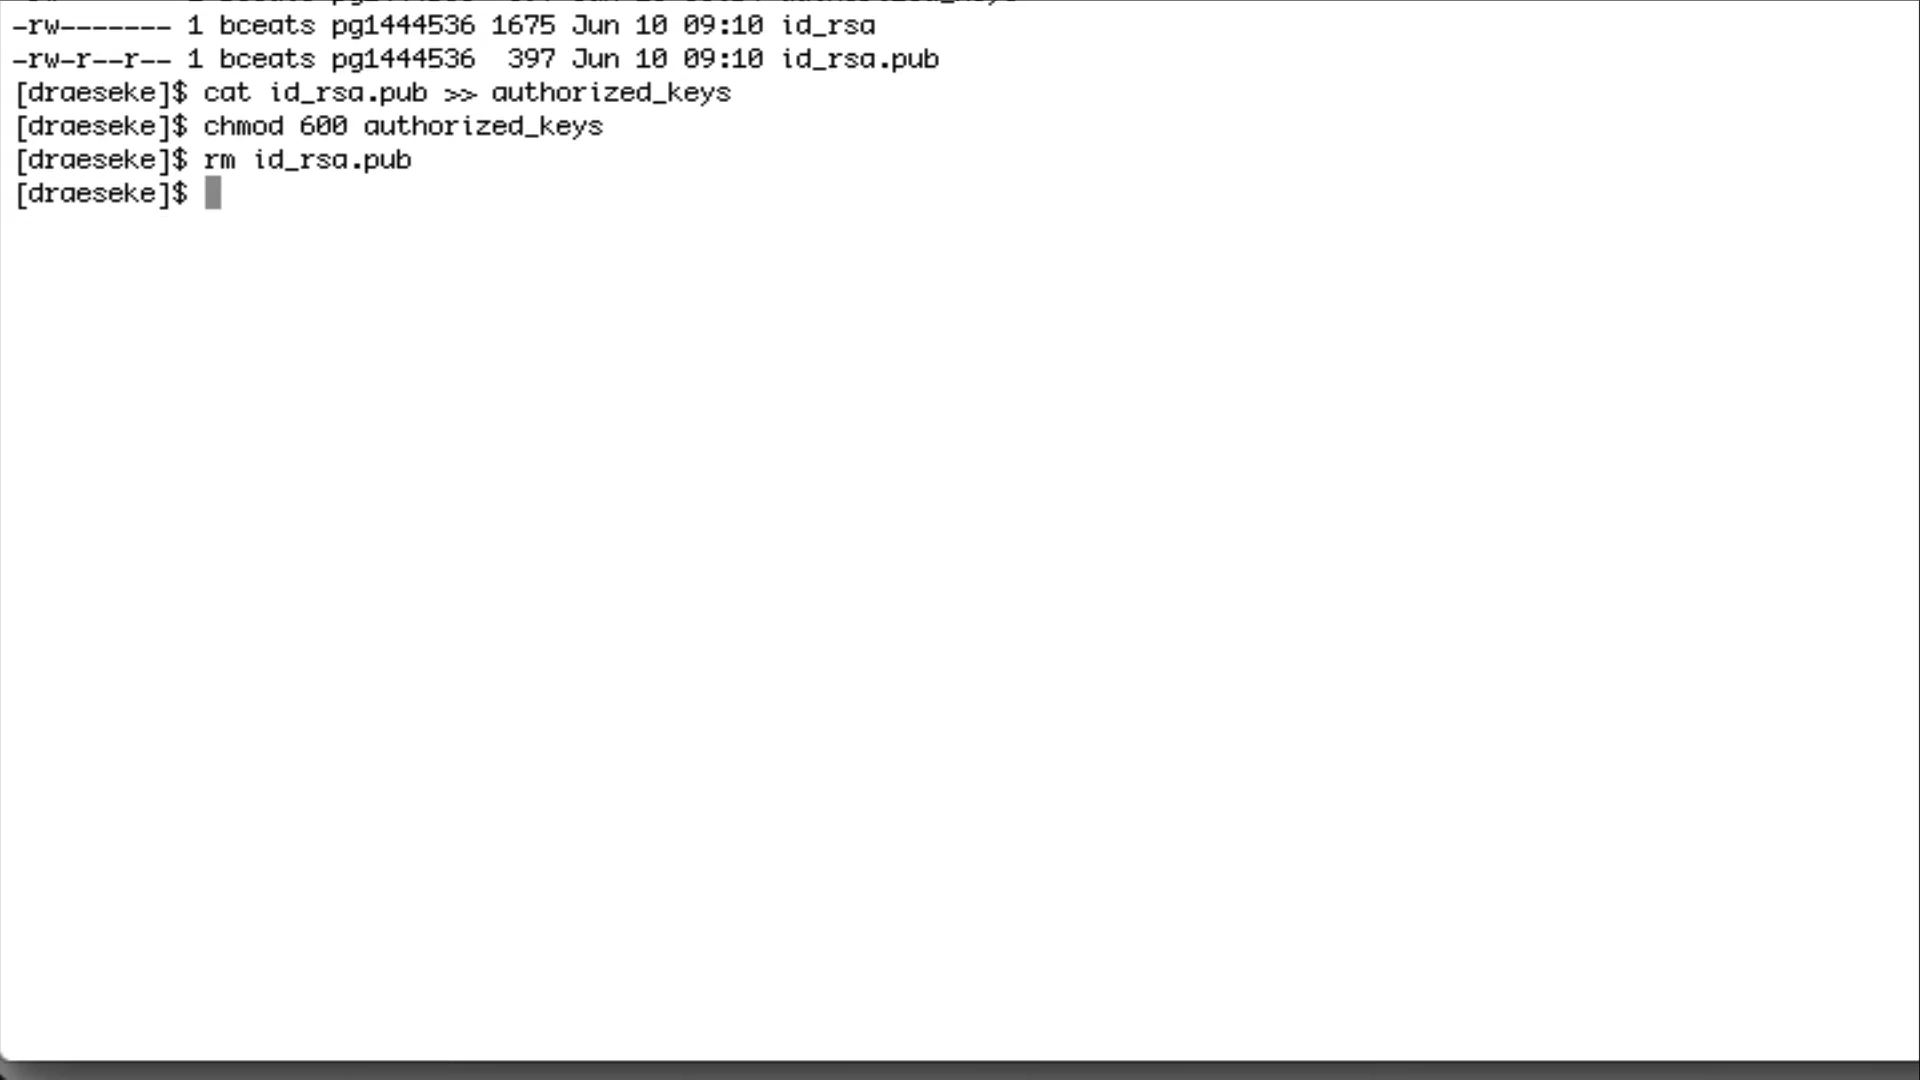 -rw------- 1 bceats pg1444536 1675 Jun 10 09:10 id_rsa
-rw-r--r-- 1 bceats pg1444536  397 Jun 10 09:10 id_rsa.pub
[draeseke]$ cat id_rsa.pub >> authorized_keys
[draeseke]$ chmod 600 authorized_keys
[draeseke]$ rm id_rsa.pub
[draeseke]$